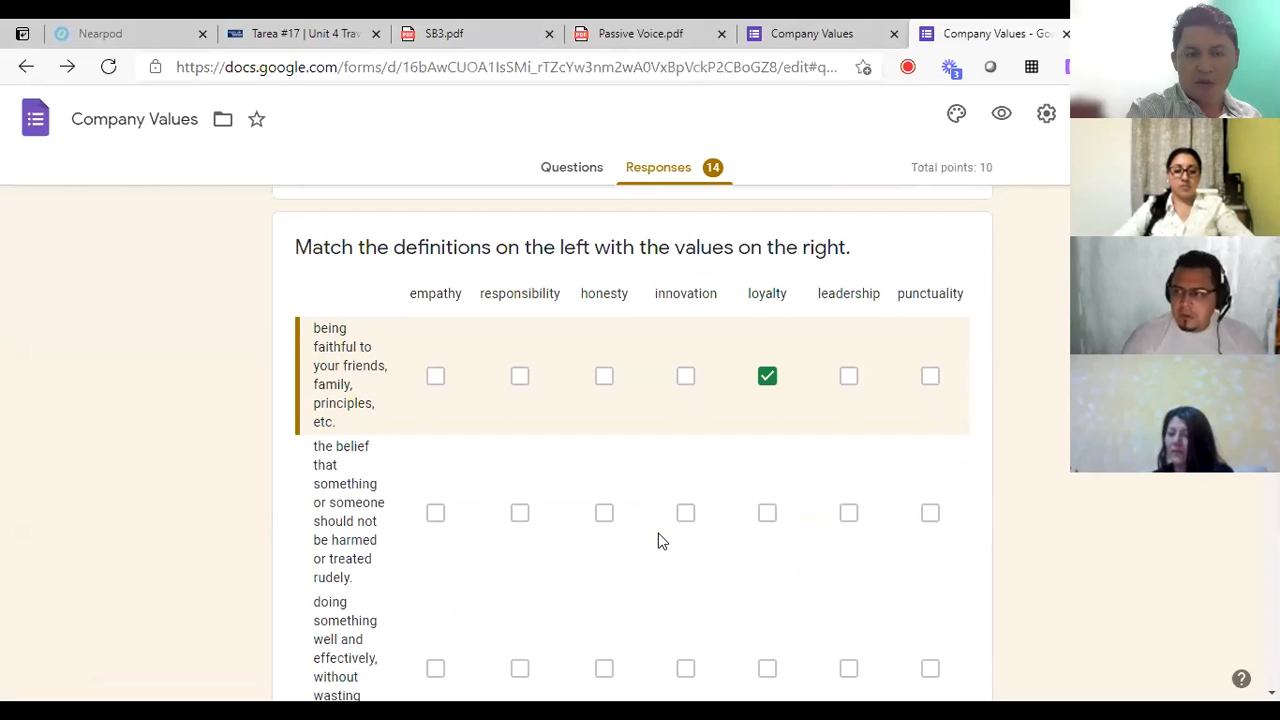 Nearpod
Tarea #17 | Unit 4 Trav
SB3.pdf
Passive Voice.pdf
Company Values
Company Values - Goo
https://docs.google.com/forms/d/16bAwCUOA1IsSMi_rTZcYw3nm2wA0VxBpVckP2CBoGZ8/edit#q...
3
Company Values
Questions
Responses 14
Total points: 10
Match the definitions on the left with the values on the right.
empathy responsibility honesty innovation loyalty leadership punctuality
being
faithful to
your friends,
family,
principles,
etc.
the belief
that
something
or someone
should not
be harmed
or treated
rudely.
doing
something
well and
effectively,
without
wasting